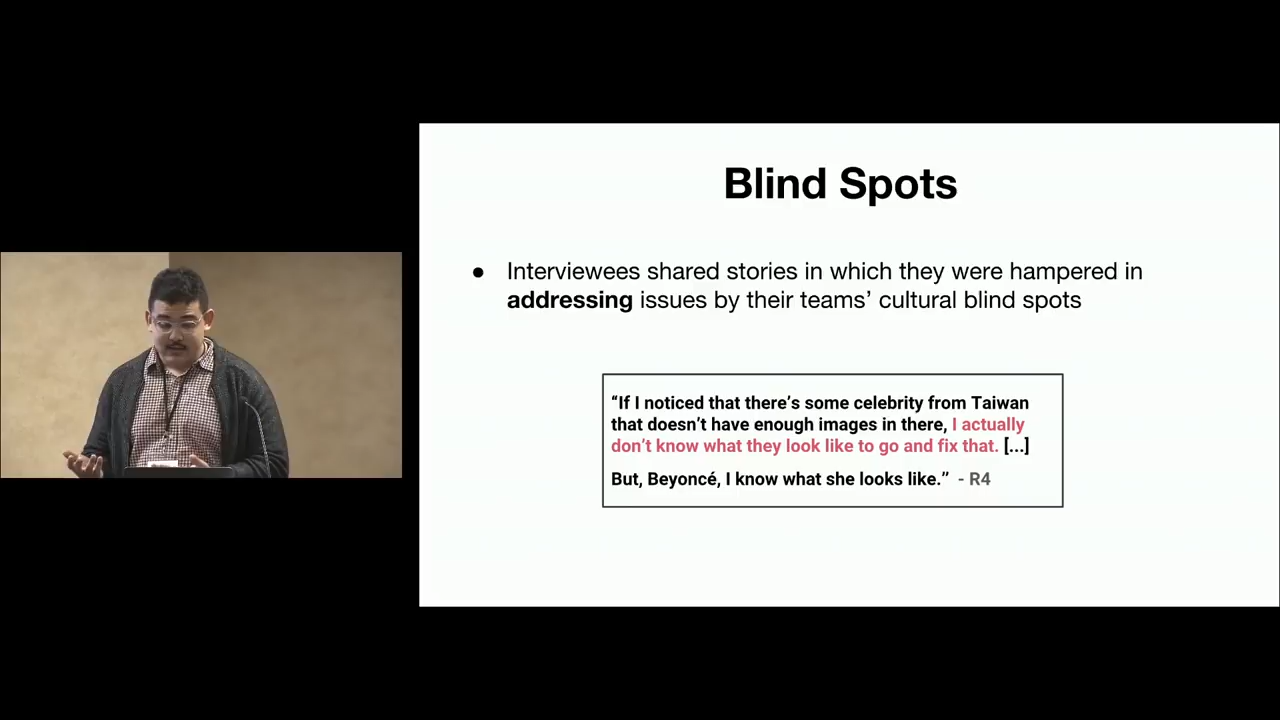 Blind Spots
● Interviewees shared stories in which they were hampered in
addressing issues by their teams’ cultural blind spots
“If I noticed that there’s some celebrity from Taiwan
that doesn’t have enough images in there, I actually
don’t know what they look like to go and fix that. [...]
But, Beyoncé, I know what she looks like.” - R4